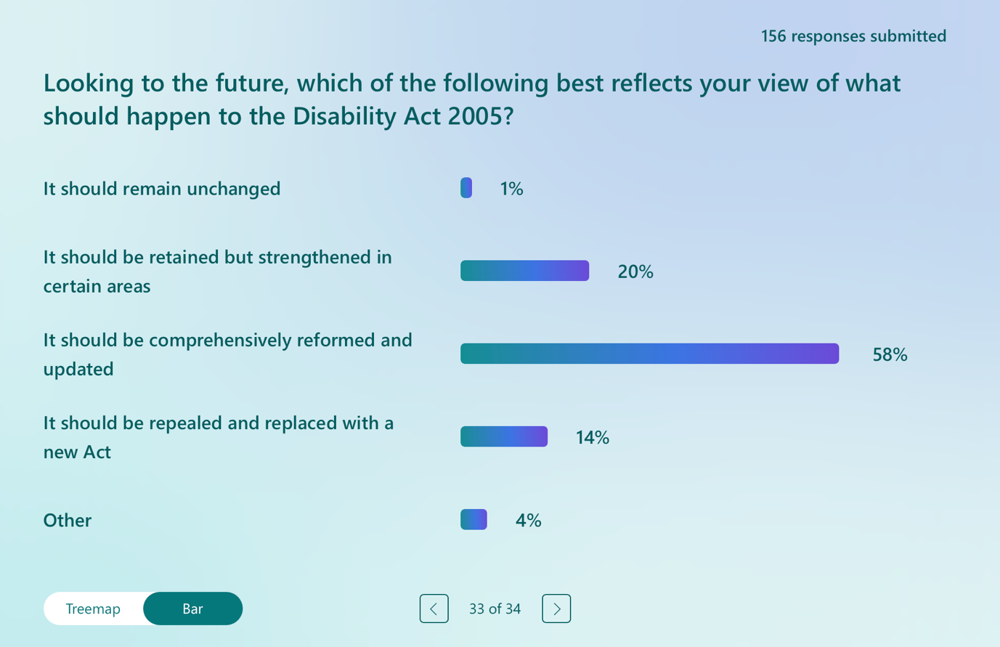 156 responses submitted
Looking to the future, which of the following best reflects your view of what
should happen to the Disability Act 2005?
It should remain unchanged
1%
It should be retained but strengthened in
certain areas
20%
It should be comprehensively reformed and
updated
58%
It should be repealed and replaced with a
new Act
14%
Other
4%
Treemap
Bar
33 of 34